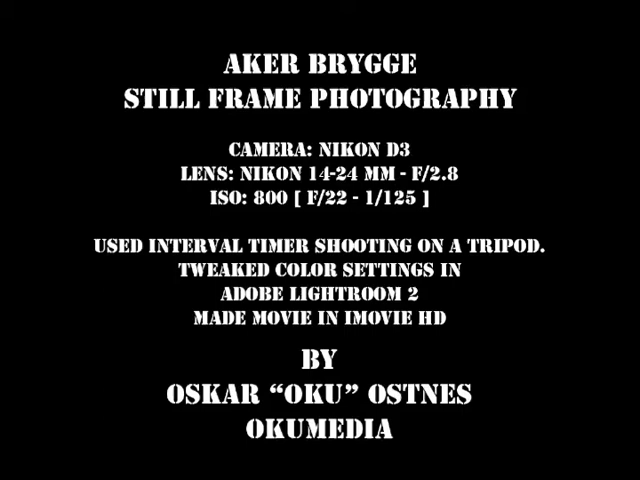 AKER BRYGGE
STILL FRAME PHOTOGRAPHY
CAMERA: NIKON D3
LENS: NIKON 14-24 MM - F/2.8
ISO: 800 [ F/22 - 1/125 ]
USED INTERVAL TIMER SHOOTING ON A TRIPOD.
TWEAKED COLOR SETTINGS IN
ADOBE LIGHTROOM 2
MADE MOVIE IN IMOVIE HD
BY
OSKAR “OKU” OSTNES
OKUMEDIA